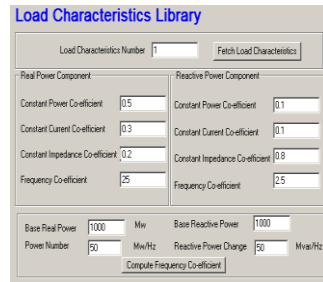 Load Characteristics Library
Load Characteristics Number 1 Fetch Load Characteristics
Real Power Component Reactive Power Component
Constant Power Co-efficient 0.5 Constant Power Co-efficient 0.1
Constant Current Co-efficient 0.3 Constant Current Co-efficient 0.1
Constant Impedance Co-efficient 0.2 Constant Impedance Co-efficient 0.8
Frequency Co-efficient 25 Frequency Co-efficient 2.5
Base Real Power 1000 Mw Base Reactive Power 1000
Power Number 50 Mw/Hz Reactive Power Change 50 Mvar/Hz
Compute Frequency Co-efficient